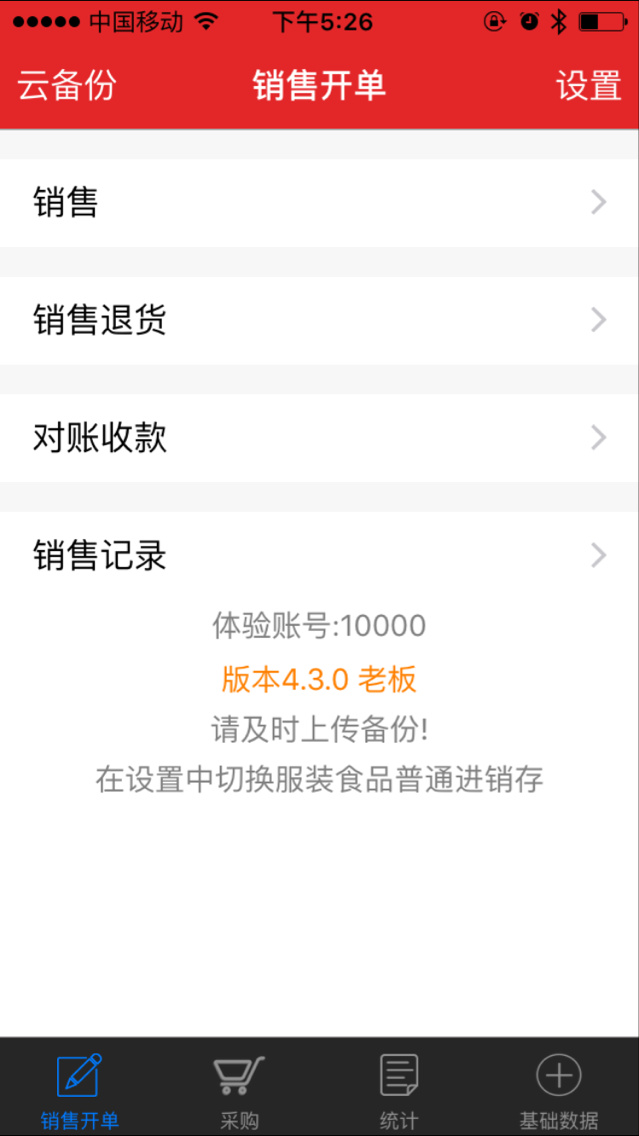 中国移动 下午5:26
云备份 销售开单 设置
销售
销售退货
对账收款
销售记录
体验账号:10000
版本4.3.0 老板
请及时上传备份!
在设置中切换服装食品普通进销存
销售开单 采购 统计 基础数据